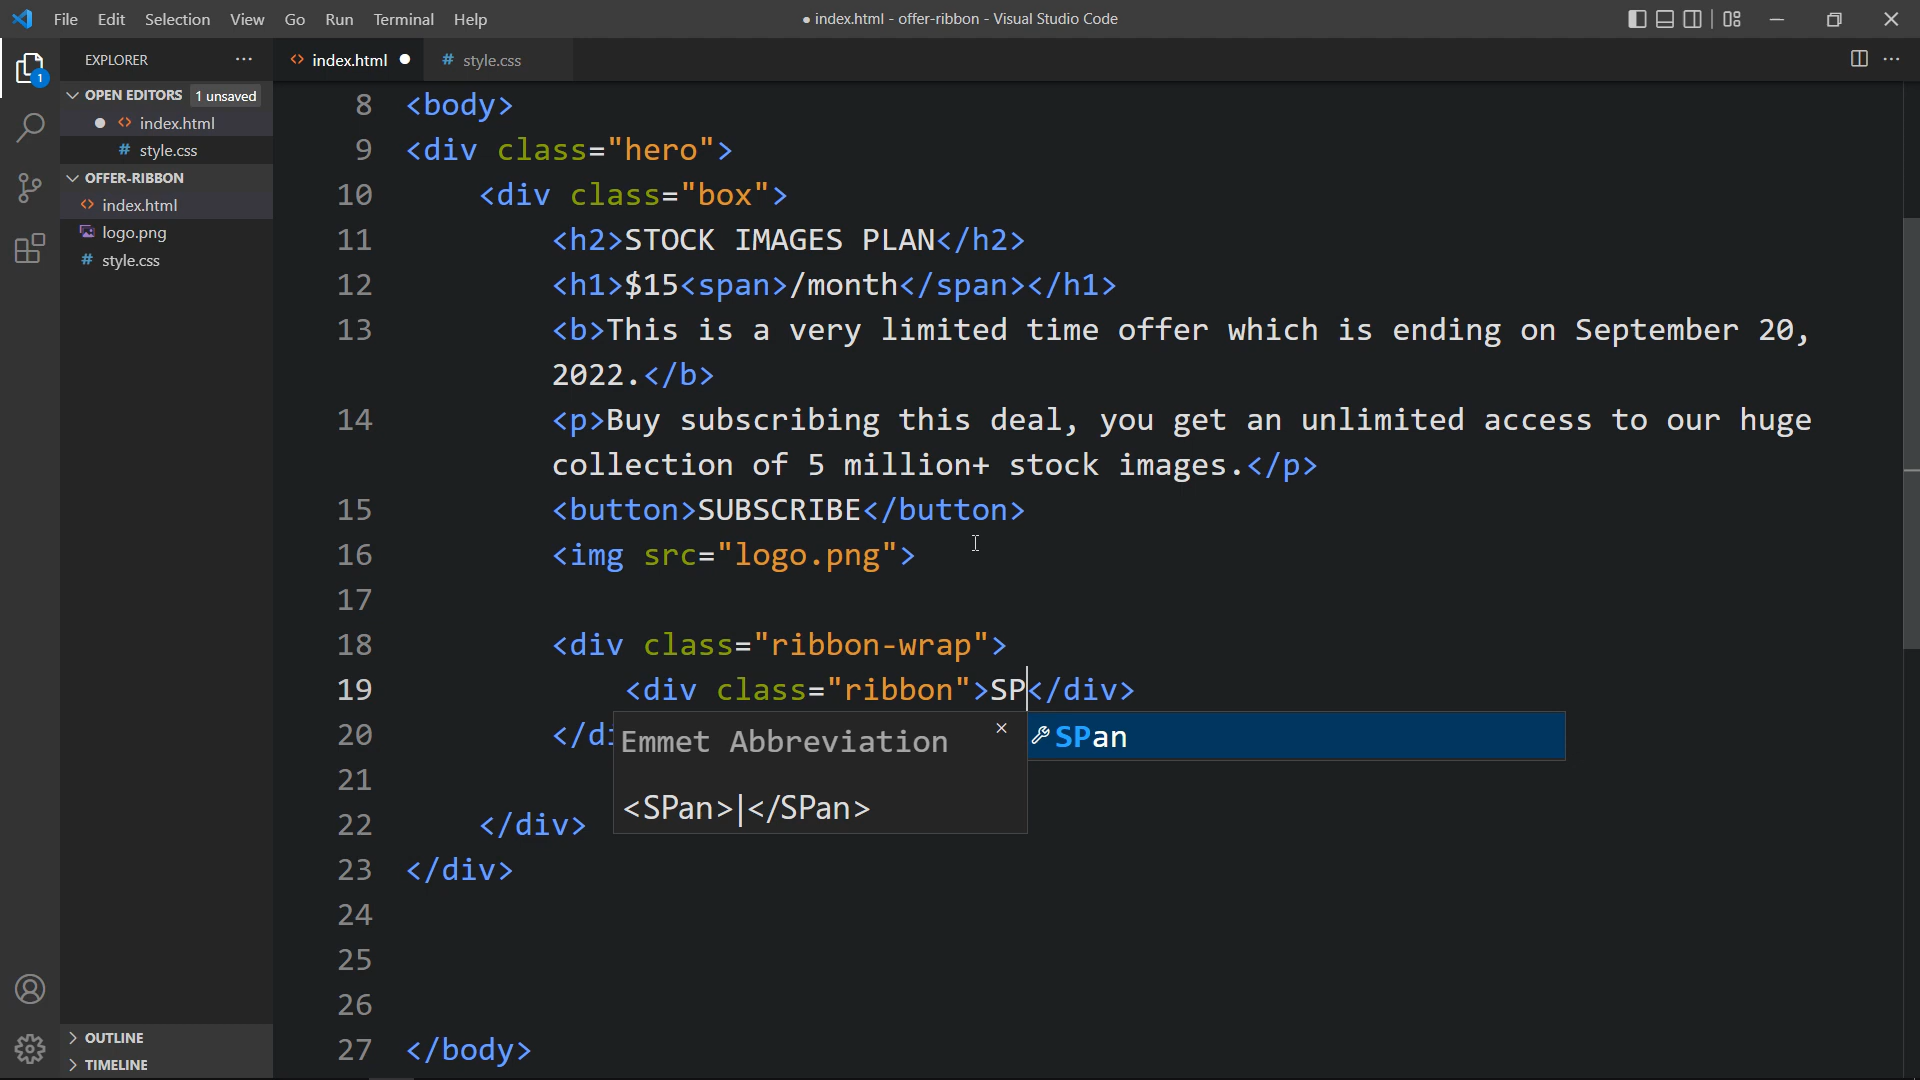 File Edit Selection View Go Run Terminal Help
● index.html - offer-ribbon - Visual Studio Code
EXPLORER
1
OPEN EDITORS 1 unsaved
index.html
# style.css
OFFER-RIBBON
index.html
logo.png
# style.css
OUTLINE
TIMELINE
index.html
# style.css
8 <body>
9 <div class="hero">
10 <div class="box">
11 <h2>STOCK IMAGES PLAN</h2>
12 <h1>$15<span>/month</span></h1>
13 <b>This is a very limited time offer which is ending on September 20,
2022.</b>
14 <p>Buy subscribing this deal, you get an unlimited access to our huge
collection of 5 million+ stock images.</p>
15 <button>SUBSCRIBE</button>
16 <img src="logo.png">
17
18 <div class="ribbon-wrap">
19 <div class="ribbon">SP</div>
20 </di
Emmet Abbreviation
<SPan>|</SPan>
SPan
21
22 </div>
23 </div>
24
25
26
27 </body>